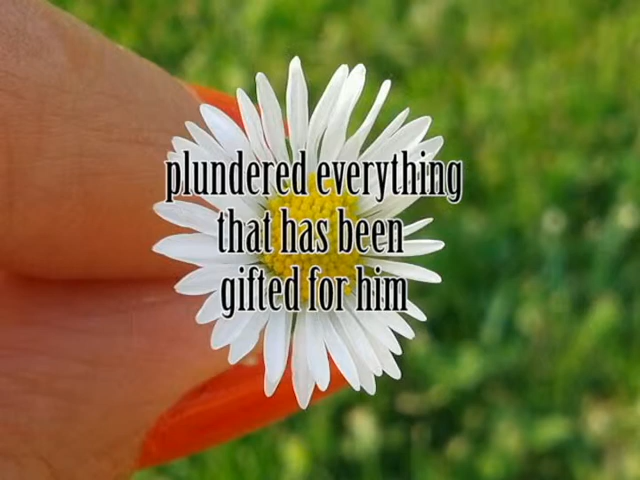 plundered everything
that has been
gifted for him